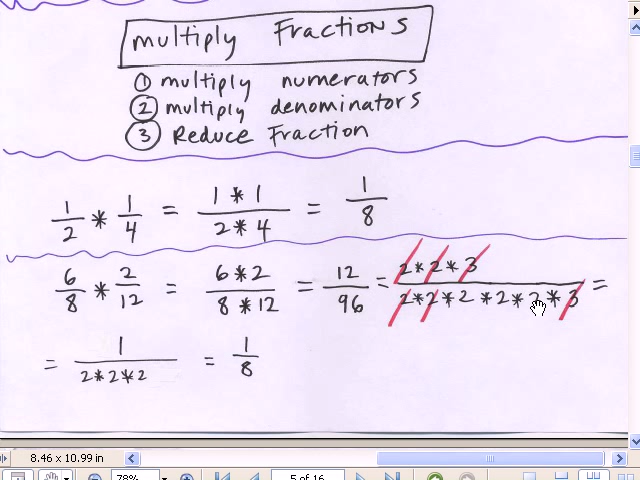 multiply Fractions
① multiply numerators
② multiply denominators
③ Reduce Fraction
1/2 * 1/4 = 1 * 1 / 2 * 4 = 1/8
6/8 * 2/12 = 6 * 2 / 8 * 12 = 12/96 = 2 * 2 * 3 / 2 * 2 * 2 * 2 * 2 * 3 =
= 1 / 2 * 2 * 2 = 1/8
8.46 x 10.99 in
78%
5 of 16